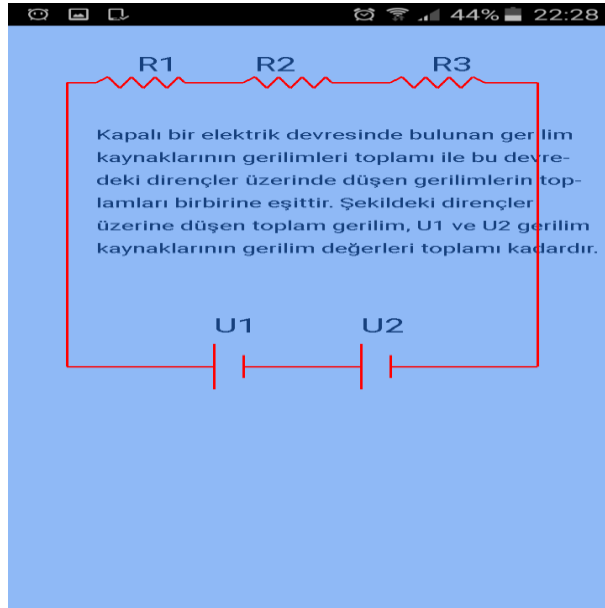 44% 22:28
R1 R2 R3
Kapalı bir elektrik devresinde bulunan gerilim
kaynaklarının gerilimleri toplamı ile bu devre-
deki dirençler üzerinde düşen gerilimlerin top-
lamları birbirine eşittir. Şekildeki dirençler
üzerine düşen toplam gerilim, U1 ve U2 gerilim
kaynaklarının gerilim değerleri toplamı kadardır.
U1 U2